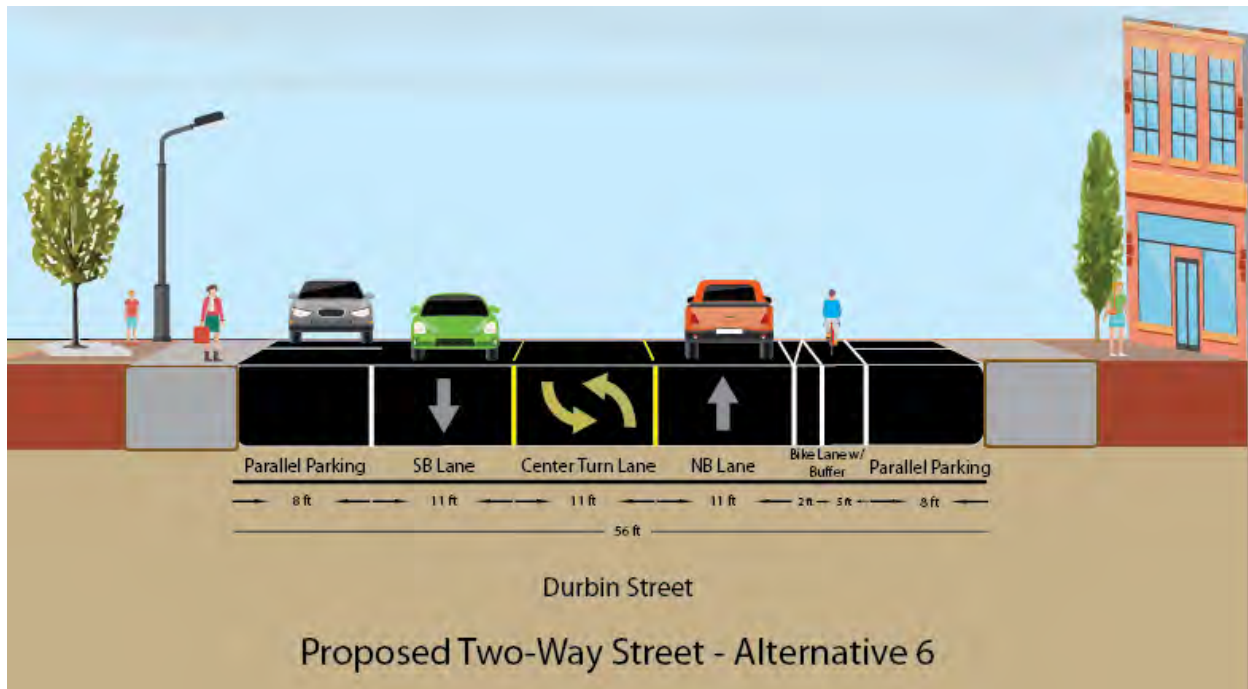 Parallel Parking SB Lane Center Turn Lane NB Lane Bike Lane w/ Buffer Parallel Parking
8 ft 11 ft 11 ft 11 ft 2 ft 5 ft 8 ft
56 ft
Durbin Street
Proposed Two-Way Street - Alternative 6